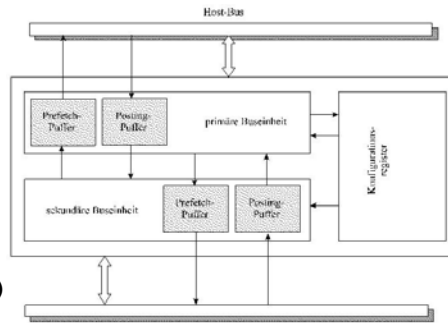 Host-Bus
Prefetch-
Puffer
Posting-
Puffer
primäre Buseinheit
Konfigurations-
register
sekundäre Buseinheit
Prefetch-
Puffer
Posting-
Puffer
)